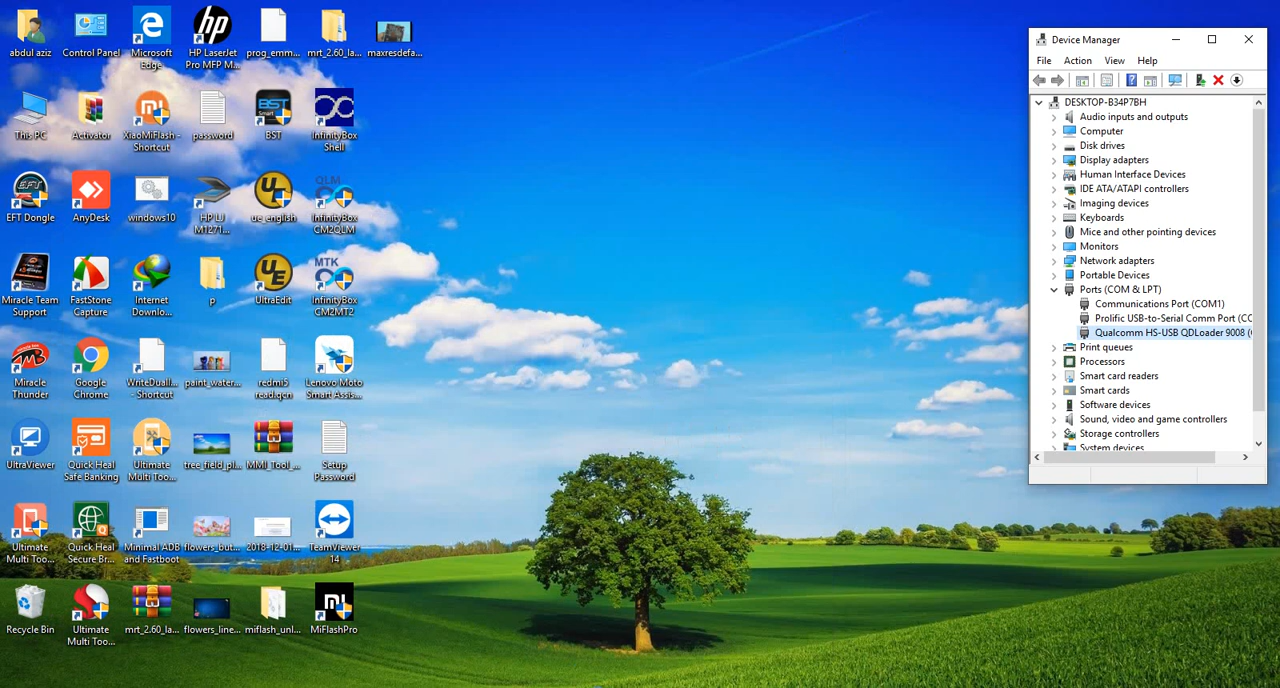 abdul aziz
Control Panel
Microsoft
Edge
HP LaserJet
Pro MFP M...
prog_emm...
mrt_2.60_la...
maxresdefa...
This PC
Activator
XiaoMiFlash -
Shortcut
password
BST
InfinityBox
Shell
EFT Dongle
AnyDesk
windows10
HP LJ
M1271...
ue_english
InfinityBox
CM2QLM
Miracle Team
Support
FastStone
Capture
Internet
Downlo...
p
UltraEdit
InfinityBox
CM2MT2
Miracle
Thunder
Google
Chrome
WriteDuall...
- Shortcut
paint_water...
redmi5
read.qcn
Lenovo Moto
Smart Assis...
UltraViewer
Quick Heal
Safe Banking
Ultimate
Multi Too...
tree_field_pl...
MMI_Tool_...
Setup
Password
Ultimate
Multi Too...
Quick Heal
Secure Br...
Minimal ADB
and Fastboot
flowers_but...
2018-12-01...
TeamViewer
14
Recycle Bin
Ultimate
Multi Too...
mrt_2.60_la...
flowers_line...
miflash_unl...
MiFlashPro
Device Manager
File Action View Help
DESKTOP-B34P7BH
Audio inputs and outputs
Computer
Disk drives
Display adapters
Human Interface Devices
IDE ATA/ATAPI controllers
Imaging devices
Keyboards
Mice and other pointing devices
Monitors
Network adapters
Portable Devices
Ports (COM & LPT)
Communications Port (COM1)
Prolific USB-to-Serial Comm Port (CC
Qualcomm HS-USB QDLoader 9008 (
Print queues
Processors
Smart card readers
Smart cards
Software devices
Sound, video and game controllers
Storage controllers
System devices